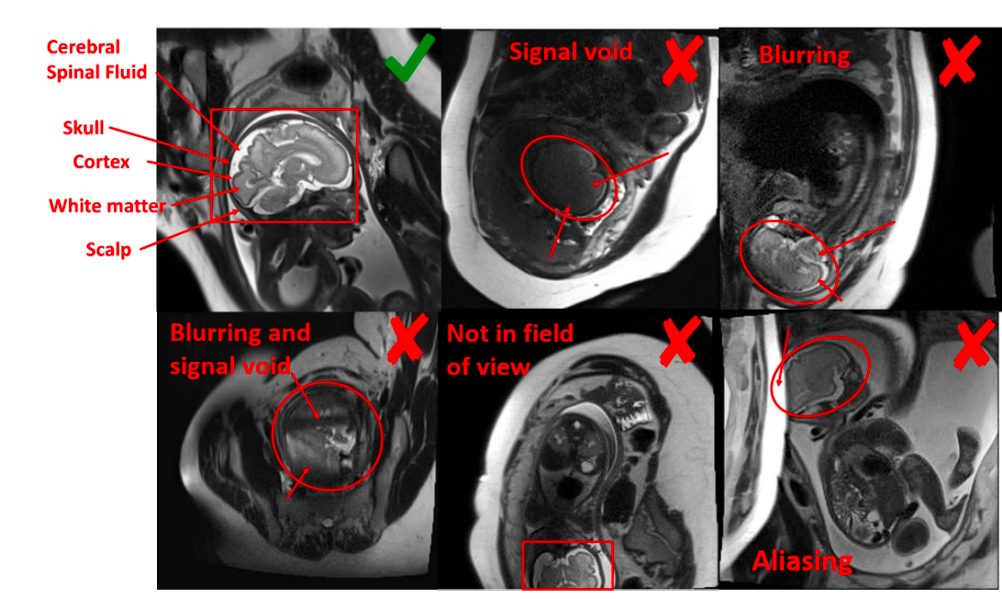 Cerebral
Spinal Fluid
Skull
Cortex
White matter
Scalp
Signal void
Blurring
Blurring and
signal void
Not in field
of view
Aliasing